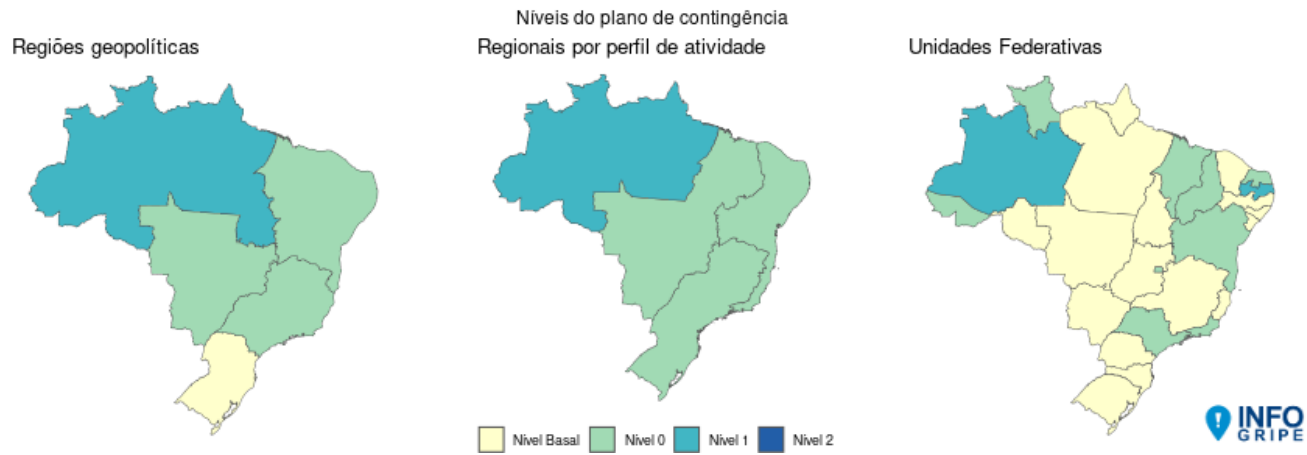 Níveis do plano de contingência
Regiões geopolíticas
Regionais por perfil de atividade
Unidades Federativas
Nível Basal
Nível 0
Nível 1
Nível 2
INFO
GRIPE